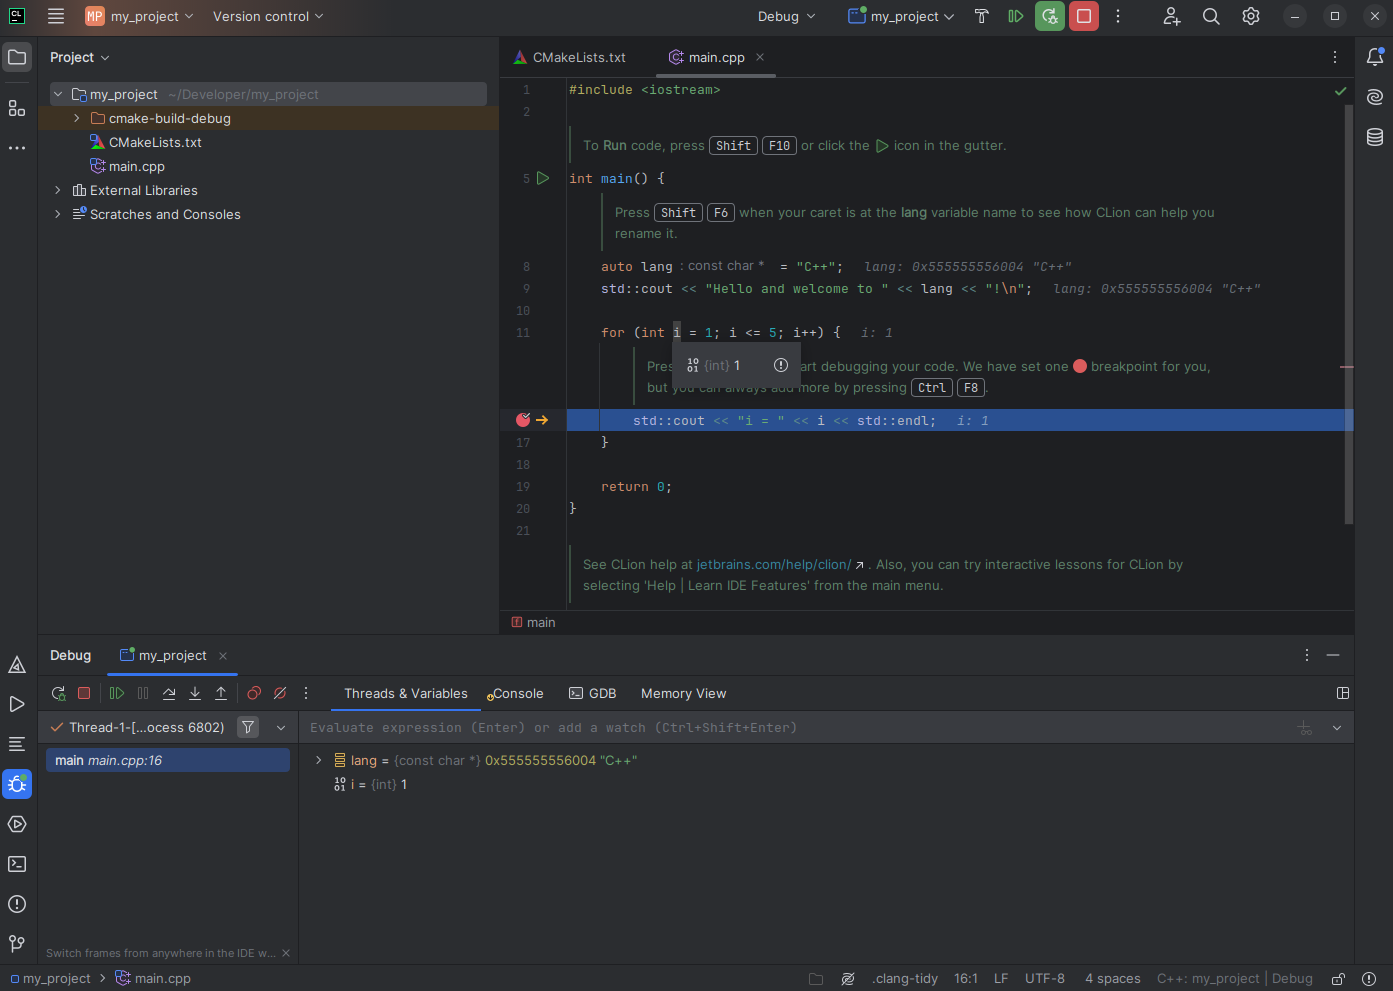 CL
MP my_project Version control Debug my_project
Project
my_project ~/Developer/my_project
cmake-build-debug
CMakeLists.txt
main.cpp
External Libraries
Scratches and Consoles
CMakeLists.txt main.cpp
1 #include <iostream>
2
To Run code, press Shift F10 or click the icon in the gutter.
5 int main() {
Press Shift F6 when your caret is at the lang variable name to see how CLion can help you
rename it.
8 auto lang : const char * = "C++"; lang: 0x555555556004 "C++"
9 std::cout << "Hello and welcome to " << lang << "!\n"; lang: 0x555555556004 "C++"
10
11 for (int i = 1; i <= 5; i++) { i: 1
10 01 {int} 1
Pres art debugging your code. We have set one breakpoint for you,
but you can always add more by pressing Ctrl F8.
std::cout << "i = " << i << std::endl; i: 1
17 }
18
19 return 0;
20 }
21
See CLion help at jetbrains.com/help/clion/ . Also, you can try interactive lessons for CLion by
selecting 'Help | Learn IDE Features' from the main menu.
f main
Debug my_project
Threads & Variables Console GDB Memory View
Thread-1-[...ocess 6802)
Evaluate expression (Enter) or add a watch (Ctrl+Shift+Enter)
main main.cpp:16
lang = {const char *} 0x555555556004 "C++"
10 01 i = {int} 1
Switch frames from anywhere in the IDE w...
my_project main.cpp .clang-tidy 16:1 LF UTF-8 4 spaces C++: my_project | Debug